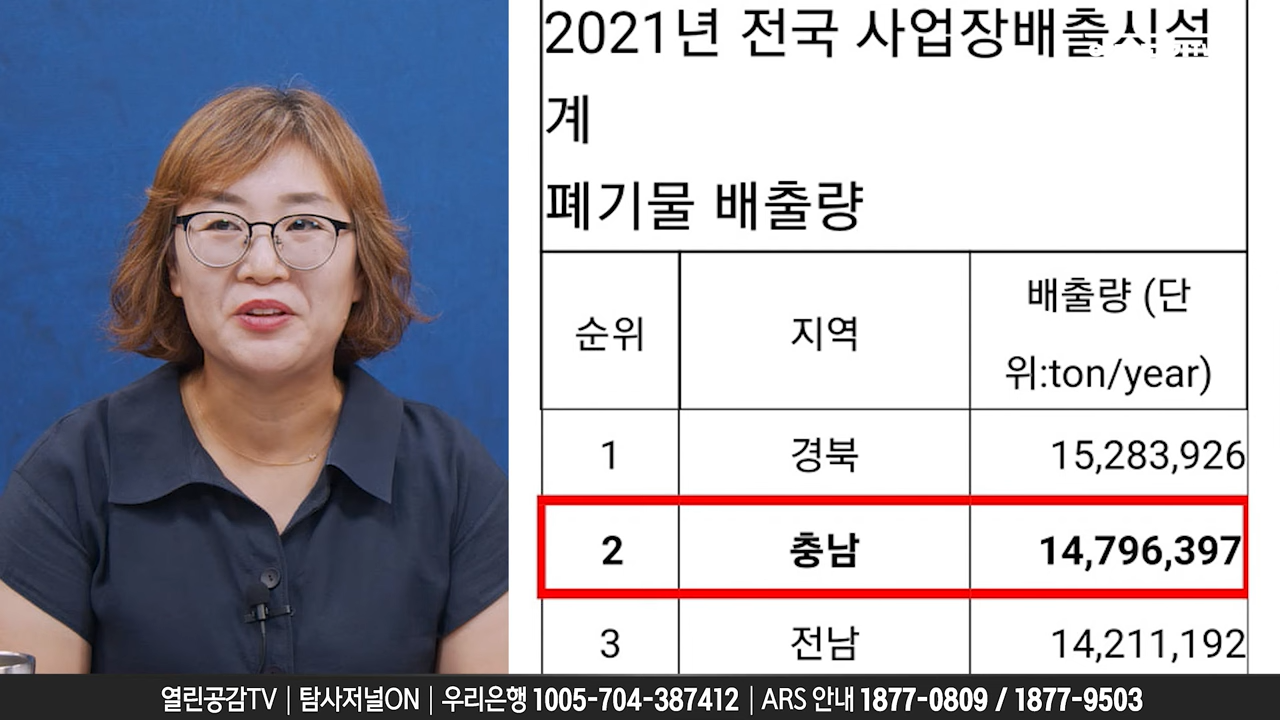 2021년 전국 사업장배출시설
계
폐기물 배출량
순위 지역 배출량 (단
위:ton/year)
1 경북 15,283,926
2 충남 14,796,397
3 전남 14,211,192
열린공감TV | 탐사저널ON | 우리은행 1005-704-387412 | ARS 안내 1877-0809 / 1877-9503